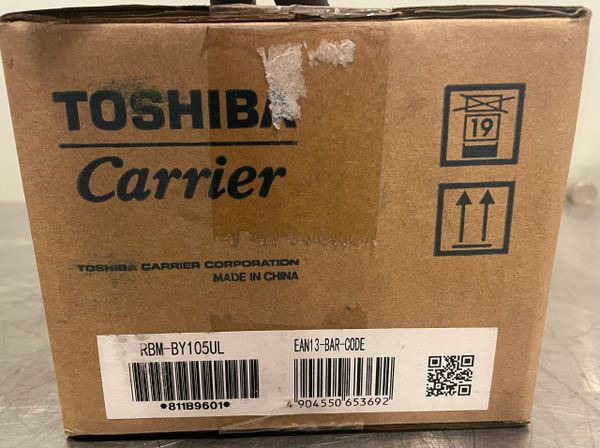 TOSHIBA
Carrier
19
TOSHIBA CARRIER CORPORATION
MADE IN CHINA
RBM-BY105UL
EAN13-BAR-CODE
*811B9601*
4 904550 653692